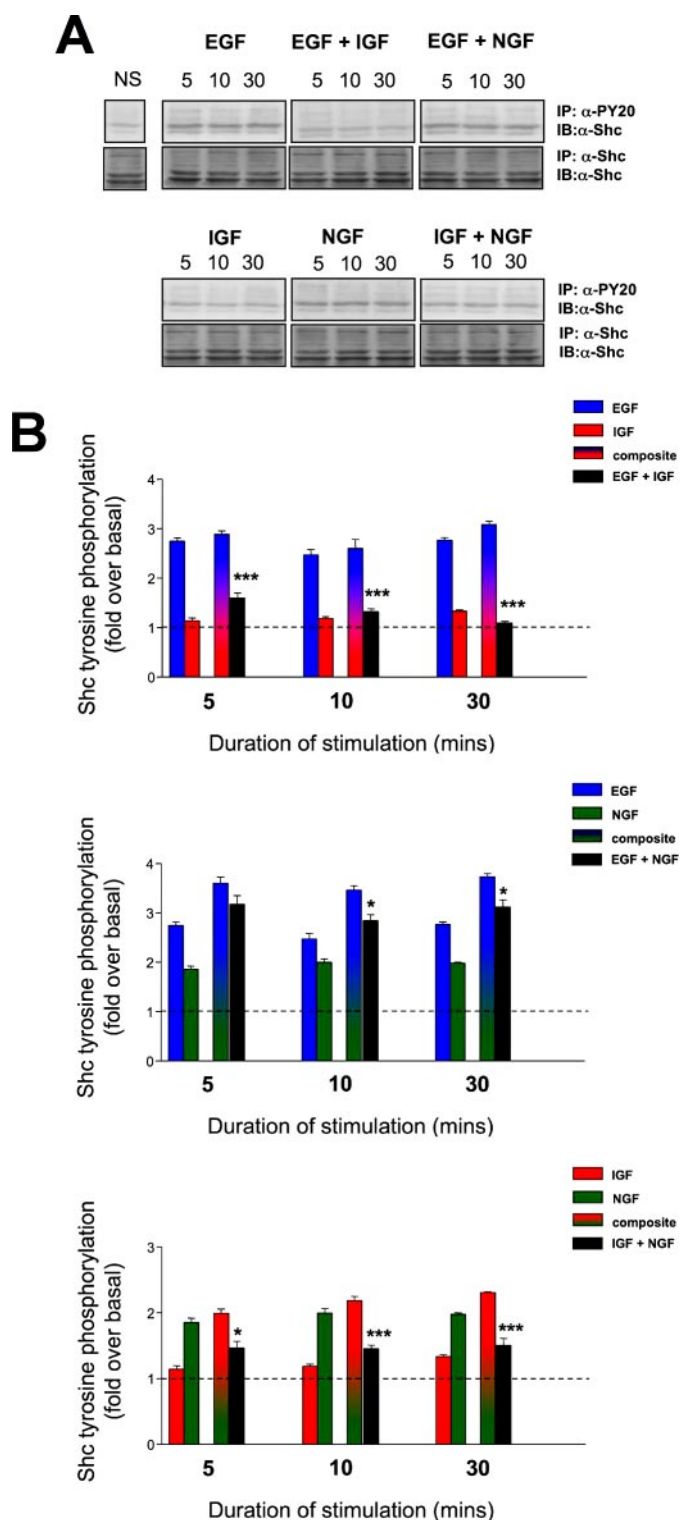 A
EGF EGF + IGF EGF + NGF
NS 5 10 30 5 10 30 5 10 30
IP: α-PY20
IB:α-Shc
IP: α-Shc
IB:α-Shc
IGF NGF IGF + NGF
5 10 30 5 10 30 5 10 30
IP: α-PY20
IB:α-Shc
IP: α-Shc
IB:α-Shc
B
EGF
IGF
composite
EGF + IGF
Shc tyrosine phosphorylation
(fold over basal)
4
3
2
1
0
*** *** ***
5 10 30
Duration of stimulation (mins)
EGF
NGF
composite
EGF + NGF
Shc tyrosine phosphorylation
(fold over basal)
4
3
2
1
0
* *
5 10 30
Duration of stimulation (mins)
IGF
NGF
composite
IGF + NGF
Shc tyrosine phosphorylation
(fold over basal)
3
2
1
0
* *** ***
5 10 30
Duration of stimulation (mins)